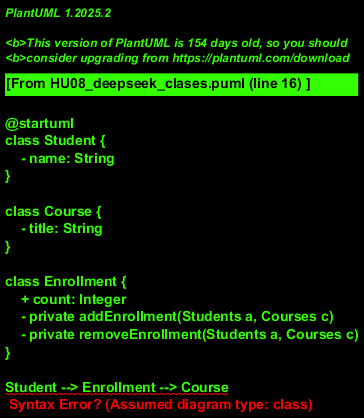 PlantUML 1.2025.2
<b>This version of PlantUML is 154 days old, so you should
<b>consider upgrading from https://plantuml.com/download
[From HU08_deepseek_clases.puml (line 16) ]
@startuml
class Student {
- name: String
}
class Course {
- title: String
}
class Enrollment {
+ count: Integer
- private addEnrollment(Students a, Courses c)
- private removeEnrollment(Students a, Courses c)
}
Student --> Enrollment --> Course
Syntax Error? (Assumed diagram type: class)